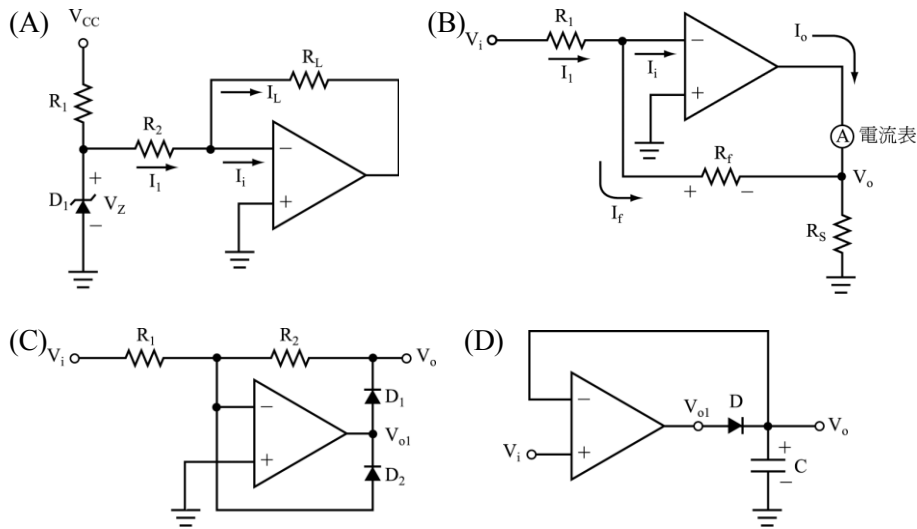 (A)
V_CC
R_1
R_2
I_1
D_1
+
V_Z
−
I_L
R_L
I_i
−
+
(B)
V_i
R_1
I_1
I_i
−
+
I_o
A 電流表
R_f
+ −
I_f
V_o
R_S
(C)
V_i
R_1
R_2
V_o
−
+
D_1
V_o1
D_2
(D)
−
+
V_i
V_o1
D
V_o
+
−
C